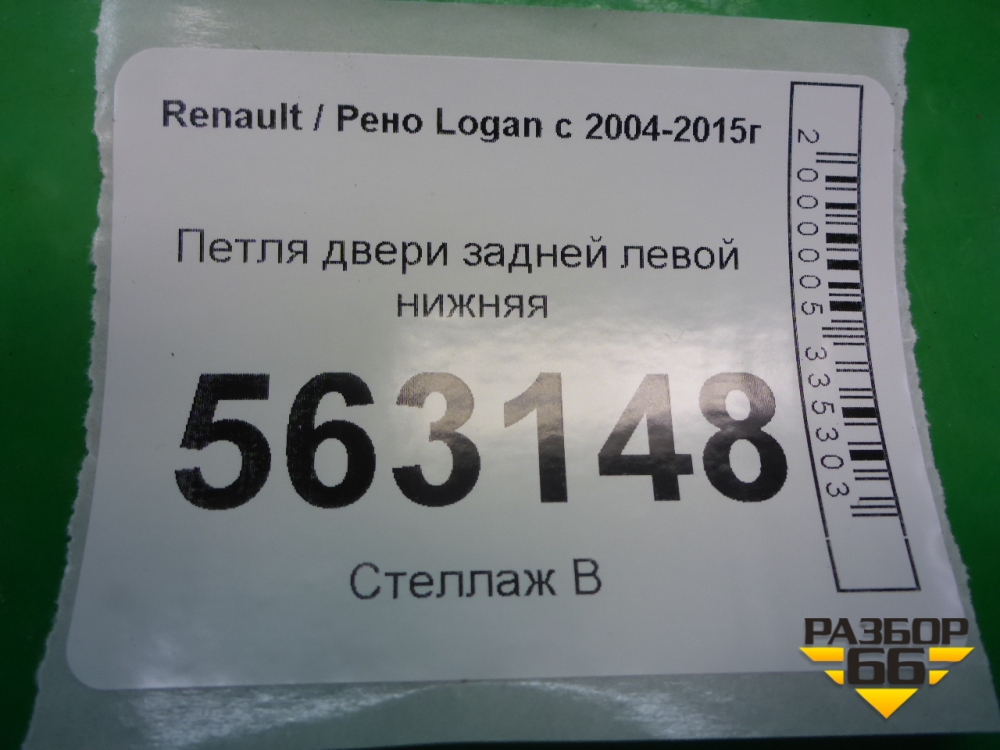 Renault / Рено Logan с 2004-2015г
Петля двери задней левой
нижняя
563148
Стеллаж В
2000005335303
РАЗБОР
66